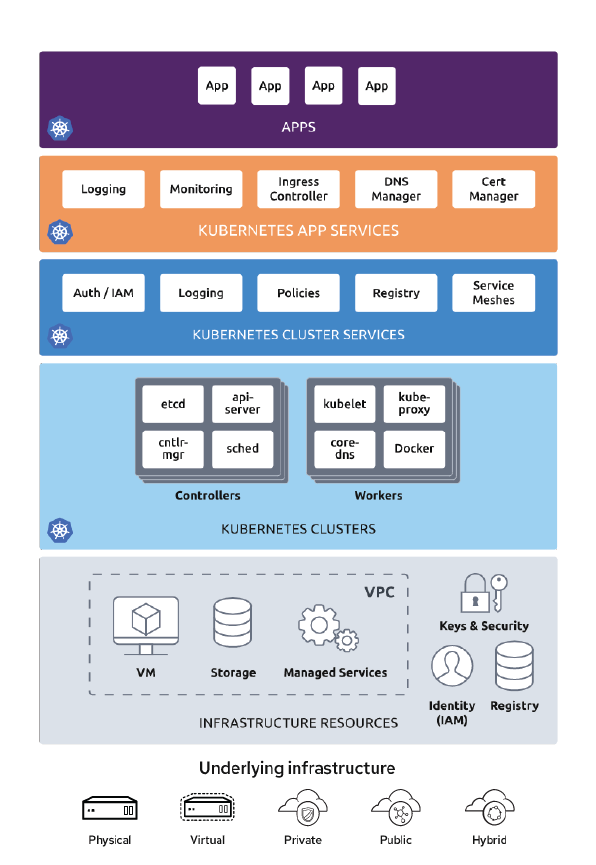 App App App App
APPS
Logging Monitoring Ingress Controller DNS Manager Cert Manager
KUBERNETES APP SERVICES
Auth / IAM Logging Policies Registry Service Meshes
KUBERNETES CLUSTER SERVICES
etcd
api-
server
kubelet
kube-
proxy
cntlr-
mgr
sched
core-
dns
Docker
Controllers
Workers
KUBERNETES CLUSTERS
VPC
VM
Storage
Managed Services
Keys & Security
Identity
(IAM)
Registry
INFRASTRUCTURE RESOURCES
Underlying infrastructure
Physical
Virtual
Private
Public
Hybrid